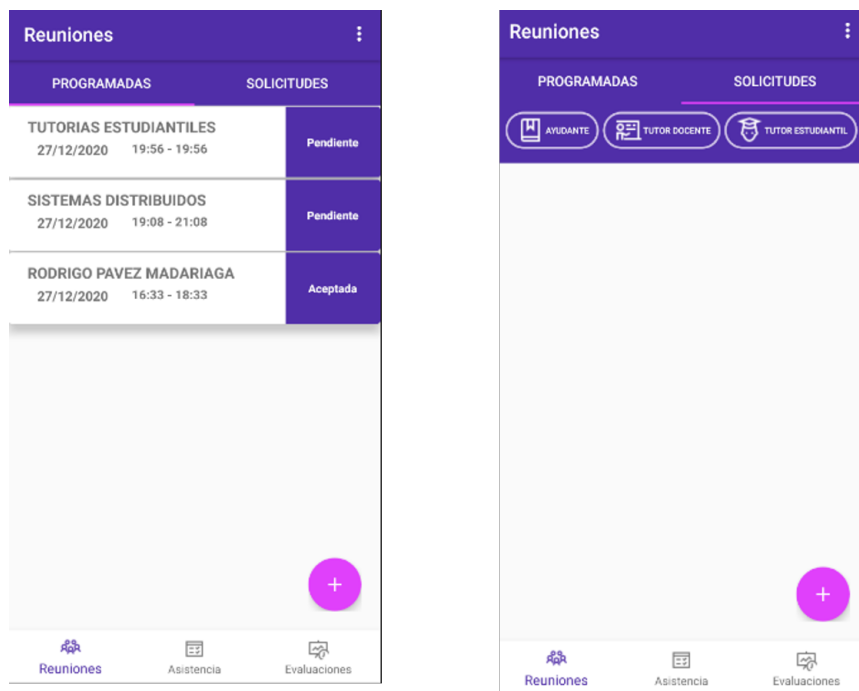 Reuniones
PROGRAMADAS SOLICITUDES
TUTORIAS ESTUDIANTILES
27/12/2020 19:56 - 19:56
Pendiente
SISTEMAS DISTRIBUIDOS
27/12/2020 19:08 - 21:08
Pendiente
RODRIGO PAVEZ MADARIAGA
27/12/2020 16:33 - 18:33
Aceptada
+
Reuniones Asistencia Evaluaciones
Reuniones
PROGRAMADAS SOLICITUDES
AYUDANTE TUTOR DOCENTE TUTOR ESTUDIANTIL
+
Reuniones Asistencia Evaluaciones